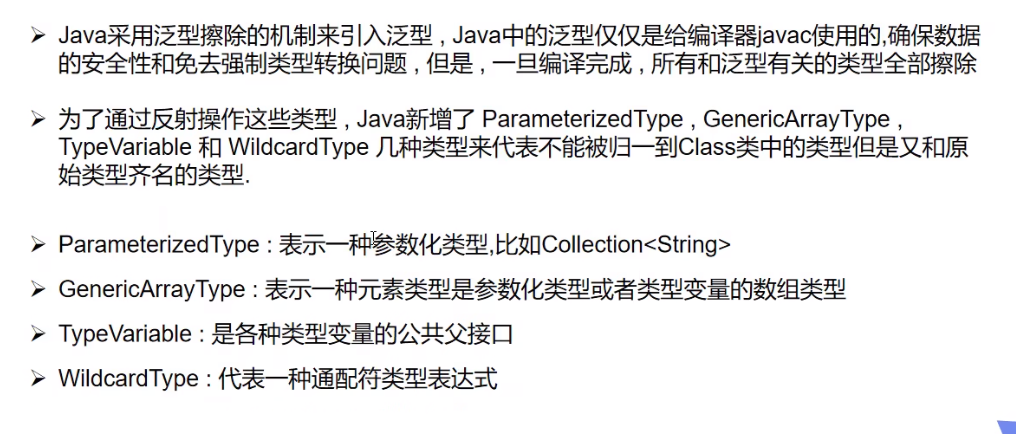 ➢ Java采用泛型擦除的机制来引入泛型 , Java中的泛型仅仅是给编译器javac使用的,确保数据
的安全性和免去强制类型转换问题 , 但是 , 一旦编译完成 , 所有和泛型有关的类型全部擦除
➢ 为了通过反射操作这些类型 , Java新增了 ParameterizedType , GenericArrayType ,
TypeVariable 和 WildcardType 几种类型来代表不能被归一到Class类中的类型但是又和原
始类型齐名的类型.
➢ ParameterizedType : 表示一种参数化类型,比如Collection<String>
➢ GenericArrayType : 表示一种元素类型是参数化类型或者类型变量的数组类型
➢ TypeVariable : 是各种类型变量的公共父接口
➢ WildcardType : 代表一种通配符类型表达式